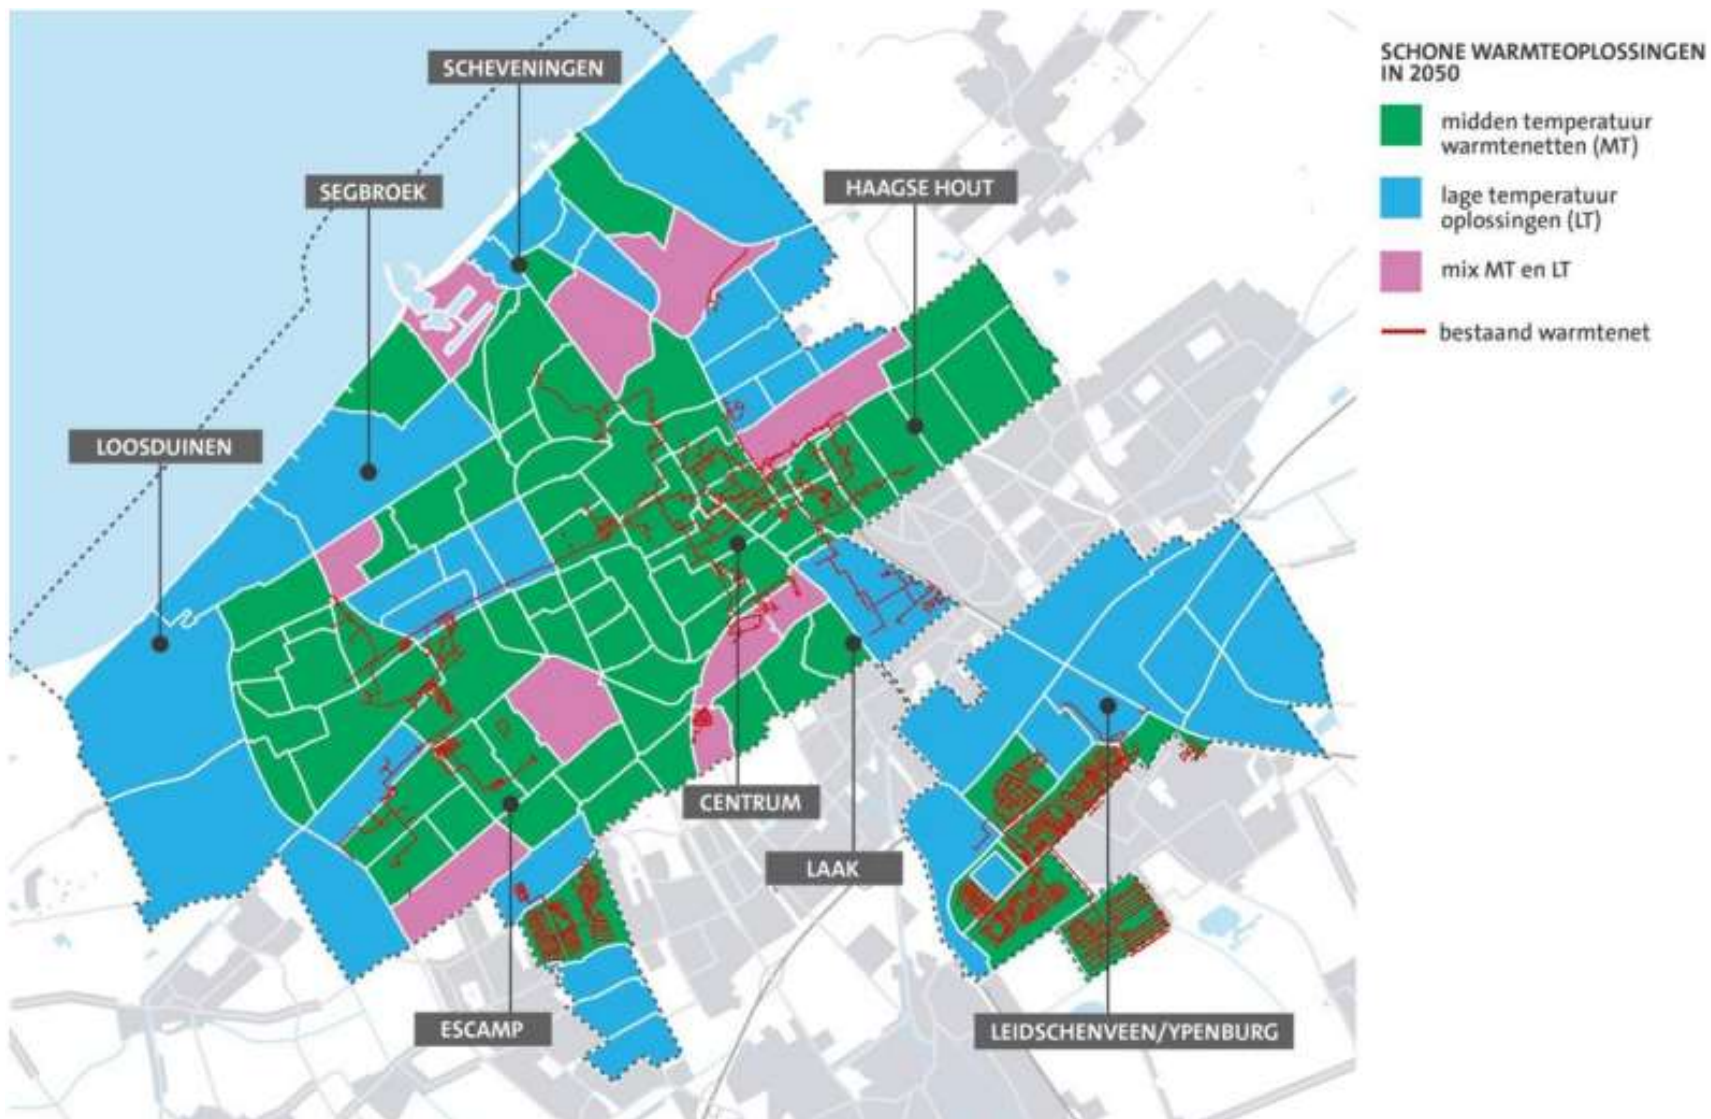 SCHEVENINGEN
SEGBROEK
HAAGSE HOUT
LOOSDUINEN
CENTRUM
LAAK
ESCAMP
LEIDSCHENVEEN/YPENBURG
SCHONE WARMTEOPLOSSINGEN
IN 2050
midden temperatuur
warmtenetten (MT)
lage temperatuur
oplossingen (LT)
mix MT en LT
bestaand warmtenet